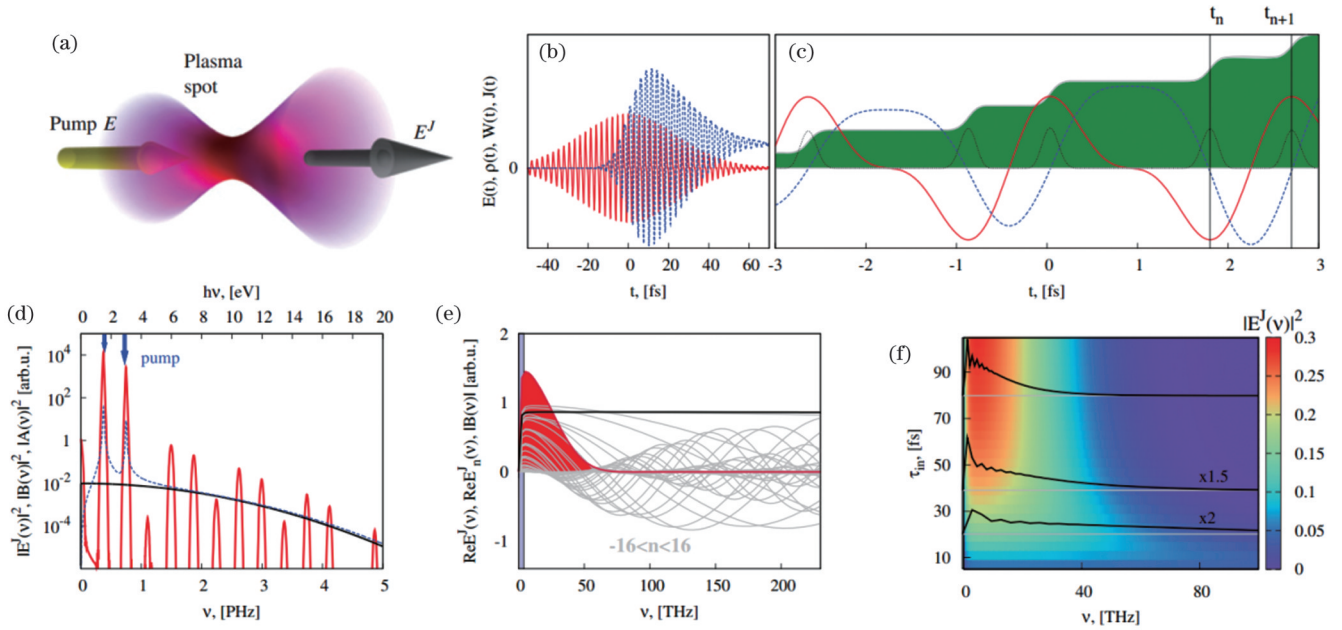 (a)
Plasma
spot
Pump E
E^J
(b)
E(t), ρ(t), W(t), J(t)
0
-40 -20 0 20 40 60
t, [fs]
(c)
t_n t_{n+1}
-3 -2 -1 0 1 2 3
t, [fs]
(d)
hν, [eV]
0 2 4 6 8 10 12 14 16 18 20
|E^J(ν)|^2, |B(ν)|^2, |A(ν)|^2 [arb.u.]
10^4
10^2
1
10^-2
10^-4
pump
0 1 2 3 4 5
ν, [PHz]
(e)
ReE^J(ν), ReE^J_n(ν), |B(ν)| [arb.u.]
2
1
0
-1
-16<n<16
0 50 100 150 200
ν, [THz]
(f)
|E^J(ν)|^2
τ_in, [fs]
90
70
50
30
10
x1.5
x2
0 40 80
ν, [THz]
0.3
0.25
0.2
0.15
0.1
0.05
0